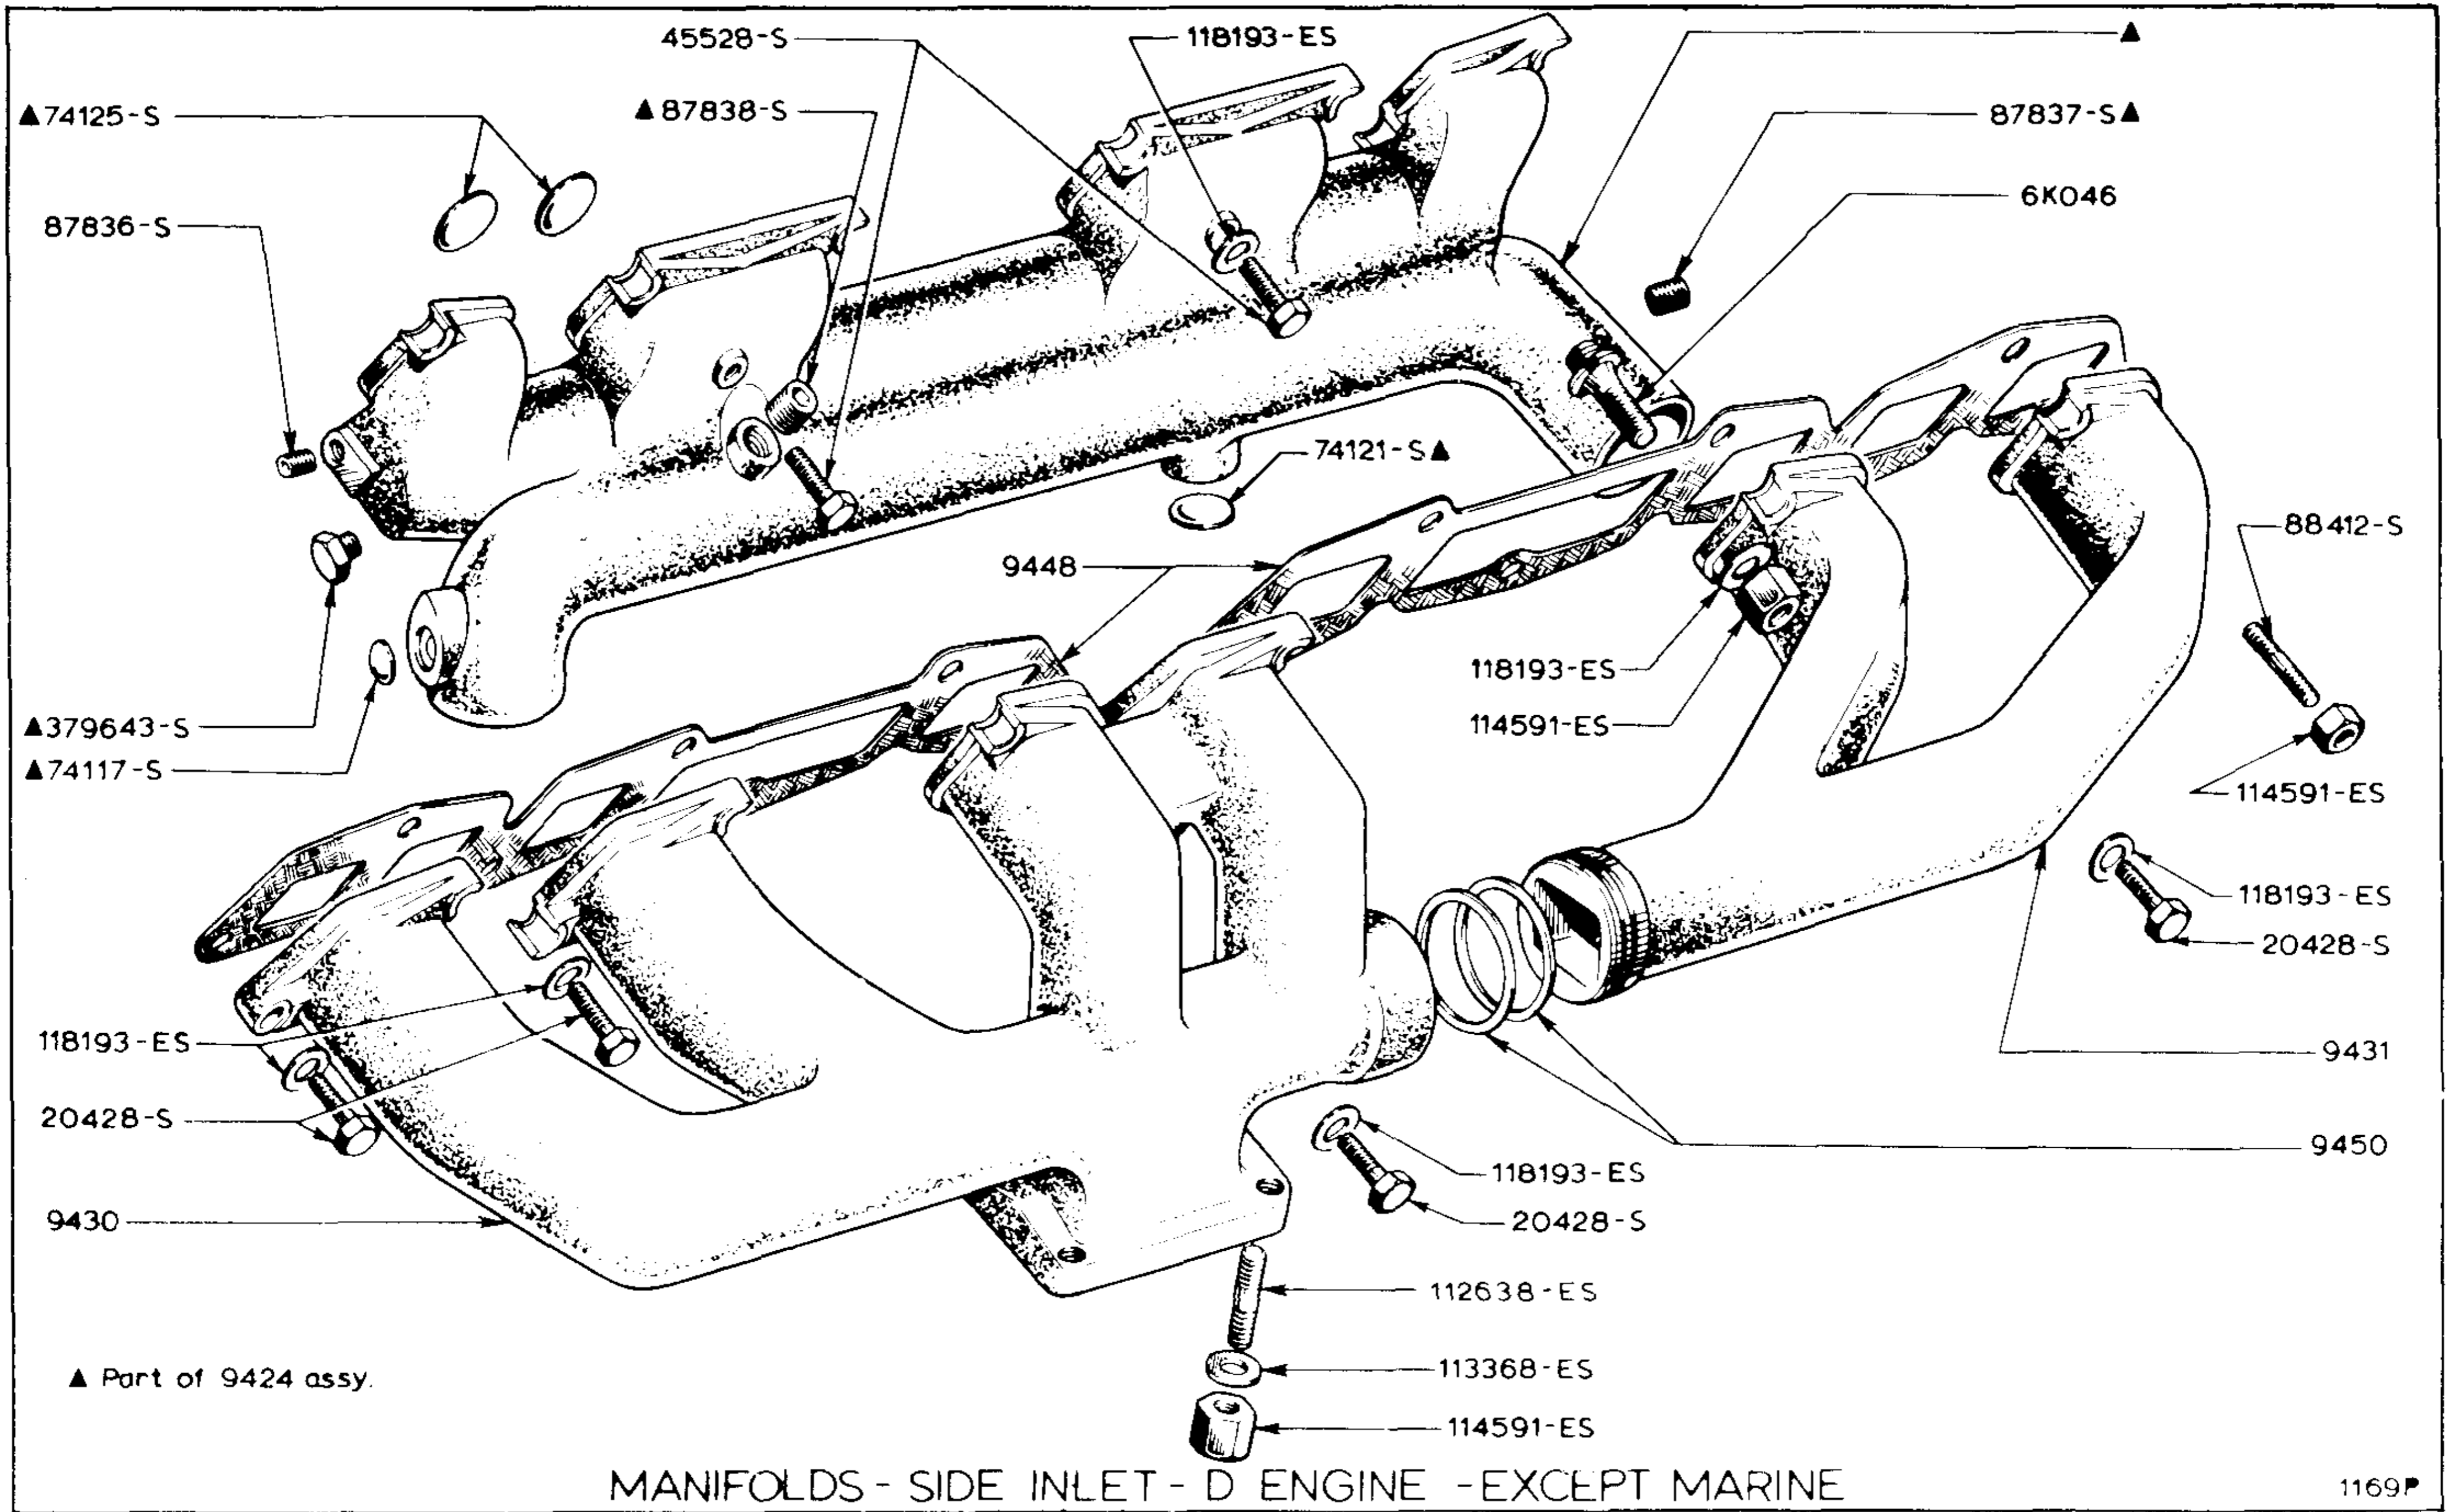 45528-S
118193-ES
▲
▲74125-S
▲87838-S
87837-S▲
87836-S
6K046
74121-S▲
88412-S
9448
118193-ES
▲379643-S
114591-ES
▲74117-S
114591-ES
118193-ES
20428-S
118193-ES
9431
20428-S
9450
118193-ES
9430
20428-S
112638-ES
113368-ES
▲ Part of 9424 assy.
114591-ES
MANIFOLDS - SIDE INLET - D ENGINE - EXCEPT MARINE
1169P